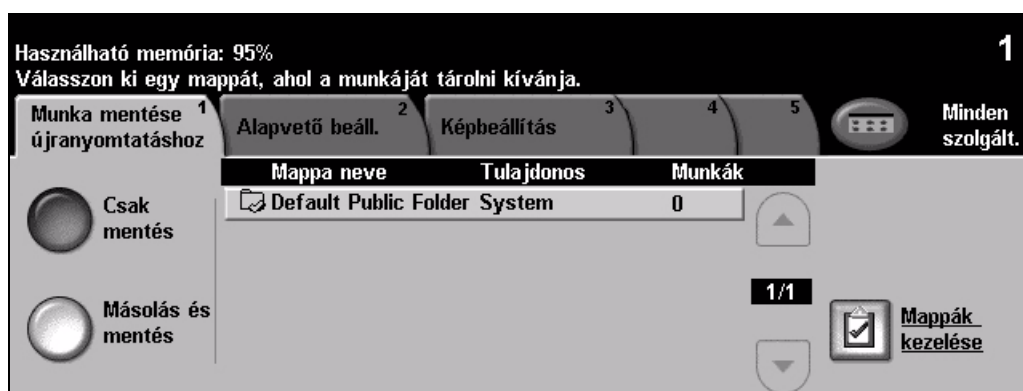 Használható memória: 95%
1
Válasszon ki egy mappát, ahol a munkáját tárolni kívánja.
Munka mentése újranyomtatáshoz 1
Alapvető beáll. 2
Képbeállítás 3
4
5
Minden szolgált.
Mappa neve Tulajdonos Munkák
Default Public Folder System 0
Csak mentés
1/1
Másolás és mentés
Mappák kezelése